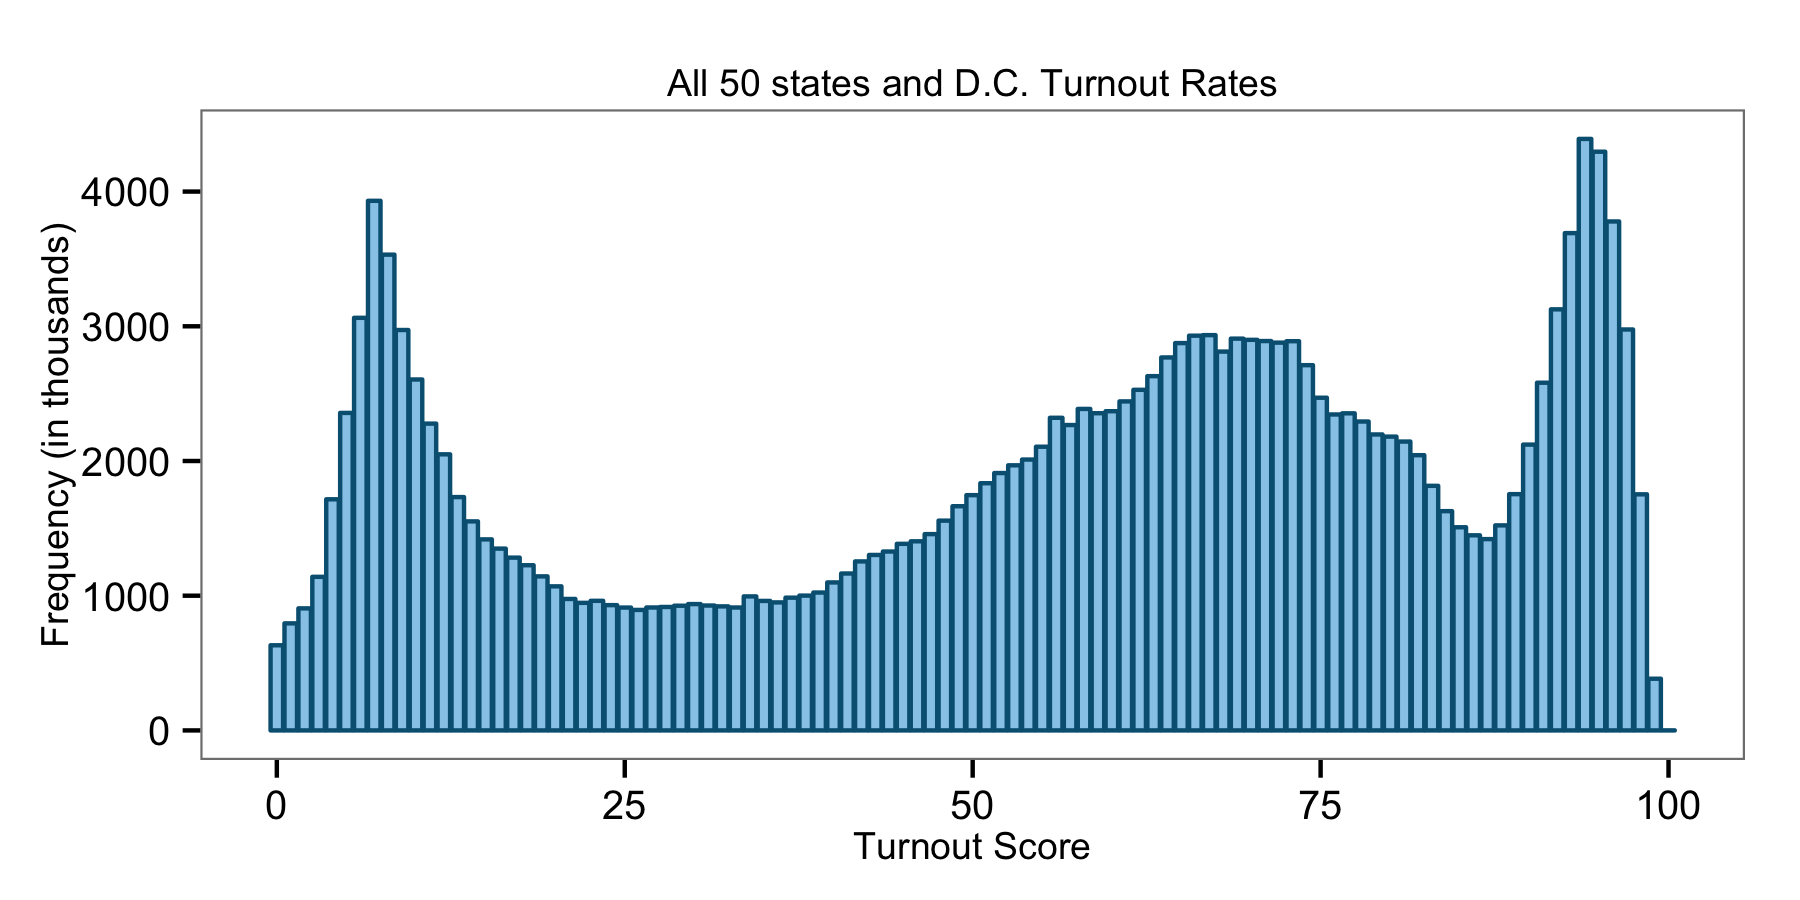 All 50 states and D.C. Turnout Rates
Frequency (in thousands)
4000
3000
2000
1000
0
0 25 50 75 100
Turnout Score